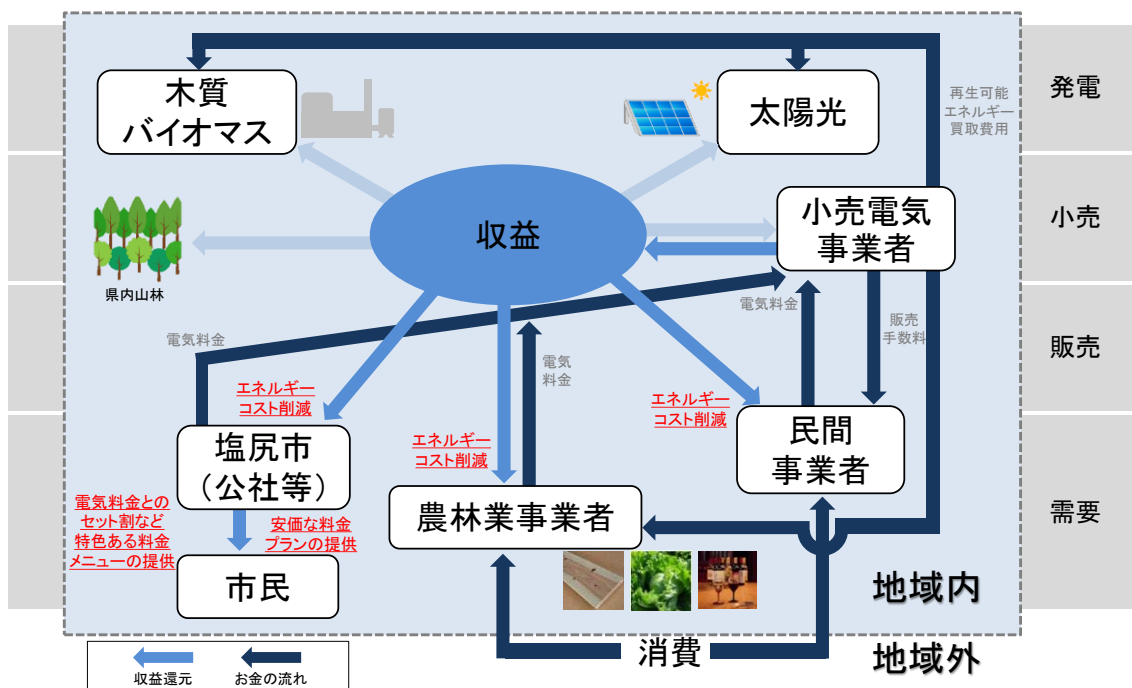 木質
バイオマス
太陽光
発電
再生可能
エネルギー
買取費用
収益
小売電気
事業者
小売
県内山林
電気料金
電気料金
販売
手数料
販売
電気
料金
エネルギー
コスト削減
エネルギー
コスト削減
エネルギー
コスト削減
塩尻市
（公社等）
民間
事業者
農林業事業者
需要
電気料金との
セット割など
特色ある料金
メニューの提供
安価な料金
プランの提供
市民
地域内
消費
地域外
収益還元
お金の流れ